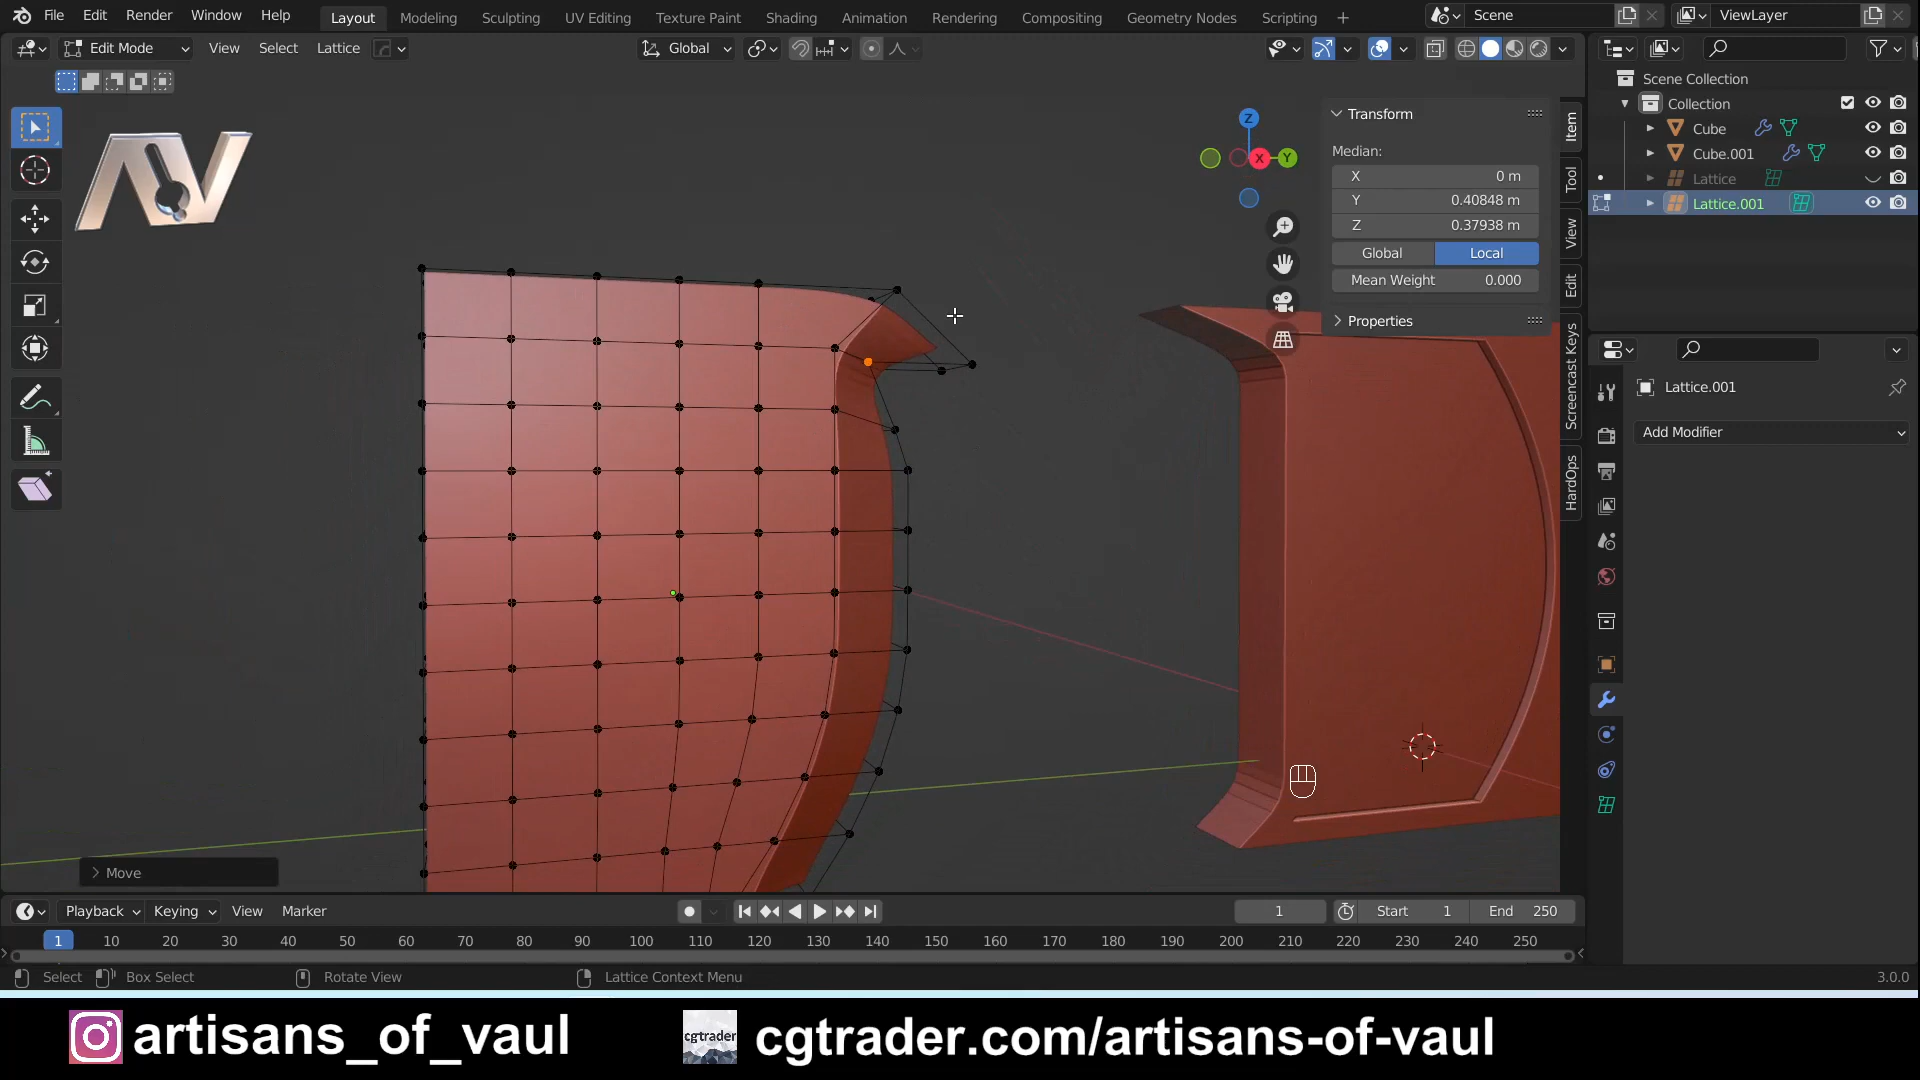 File Edit Render Window Help Layout Modeling Sculpting UV Editing Texture Paint Shading Animation Rendering Compositing Geometry Nodes Scripting + Scene ViewLayer
Edit Mode View Select Lattice Global
Scene Collection
Collection
Cube
Cube.001
Lattice
Lattice.001
Transform
Median:
X 0 m
Y 0.40848 m
Z 0.37938 m
Global Local
Mean Weight 0.000
Properties
Item
Tool
View
Edit
Screencast Keys
HardOps
Z
X
Y
AV
Lattice.001
Add Modifier
Move
Playback Keying View Marker 1 Start 1 End 250
1 10 20 30 40 50 60 70 80 90 100 110 120 130 140 150 160 170 180 190 200 210 220 230 240 250
Select Box Select Rotate View Lattice Context Menu 3.0.0
artisans_of_vaul cgtrader cgtrader.com/artisans-of-vaul